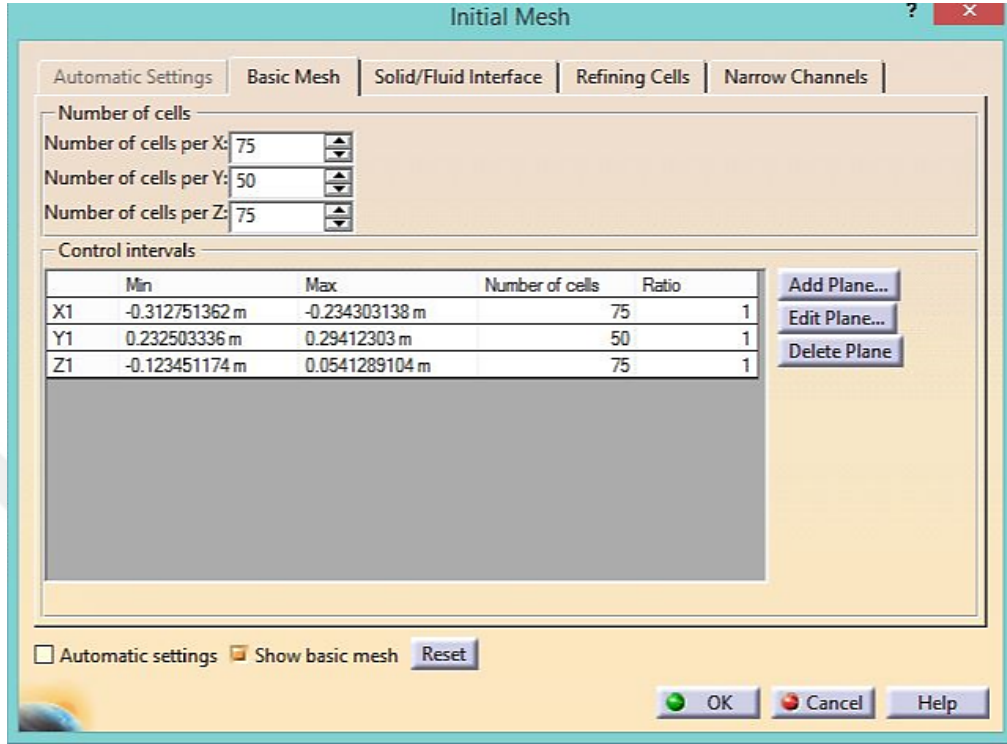 Initial Mesh ? ×
Automatic Settings Basic Mesh Solid/Fluid Interface Refining Cells Narrow Channels
Number of cells
Number of cells per X: 75
Number of cells per Y: 50
Number of cells per Z: 75
Control intervals
Min Max Number of cells Ratio
X1 -0.312751362 m -0.234303138 m 75 1
Y1 0.232503336 m 0.29412303 m 50 1
Z1 -0.123451174 m 0.0541289104 m 75 1
Add Plane...
Edit Plane...
Delete Plane
Automatic settings Show basic mesh Reset
OK Cancel Help